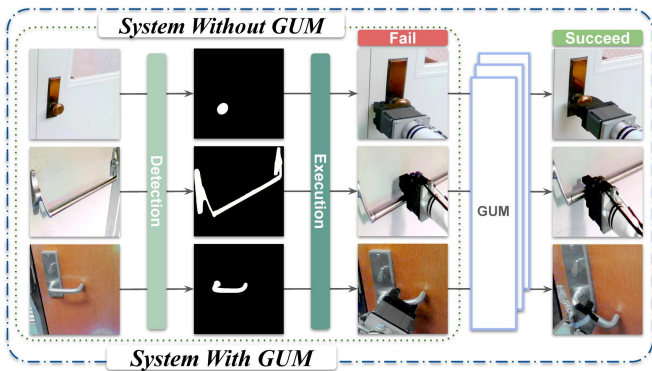 System Without GUM
Fail
Succeed
Detection
Execution
GUM
System With GUM